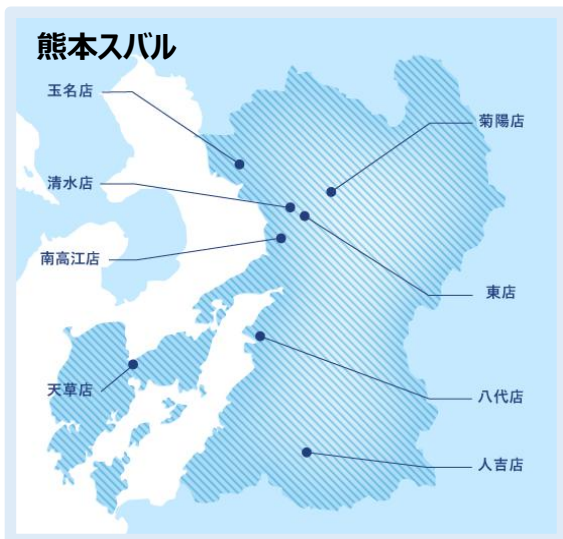 熊本スバル
玉名店
菊陽店
清水店
南高江店
東店
天草店
八代店
人吉店